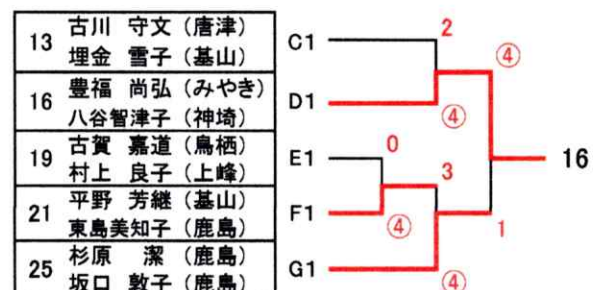 13 古川 守文（唐津）
埋金 雪子（基山）
16 豊福 尚弘（みやき）
八谷智津子（神埼）
19 古賀 嘉道（鳥栖）
村上 良子（上峰）
21 平野 芳継（基山）
東島美知子（鹿島）
25 杉原 潔（鹿島）
坂口 敦子（鹿島）
C1 2
④
D1 ④
16
E1 0
3
F1 ④
1
G1 ④